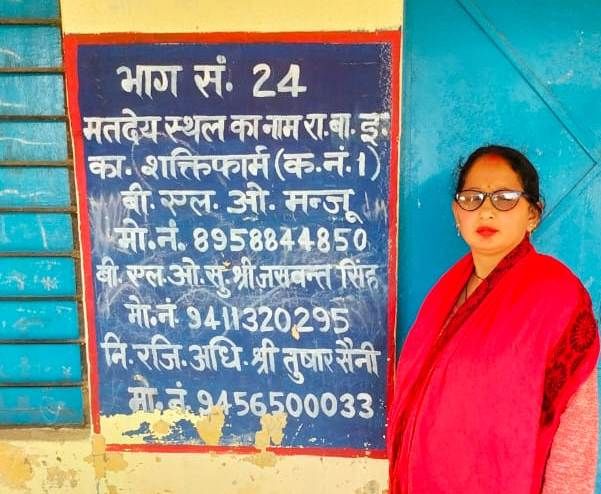 भाग सं. 24
मतदेय स्थल का नाम रा. बा. इ.
का. शक्तिफार्म (क.नं.1)
बी. एल. ओ. मन्जू
मो.नं. 8958844850
बी. एल. ओ. सु. श्री जसवन्त सिंह
मो.नं. 9411320295
नि. रजि. अधि. श्री तुषार सैनी
मो.नं. 9456500033